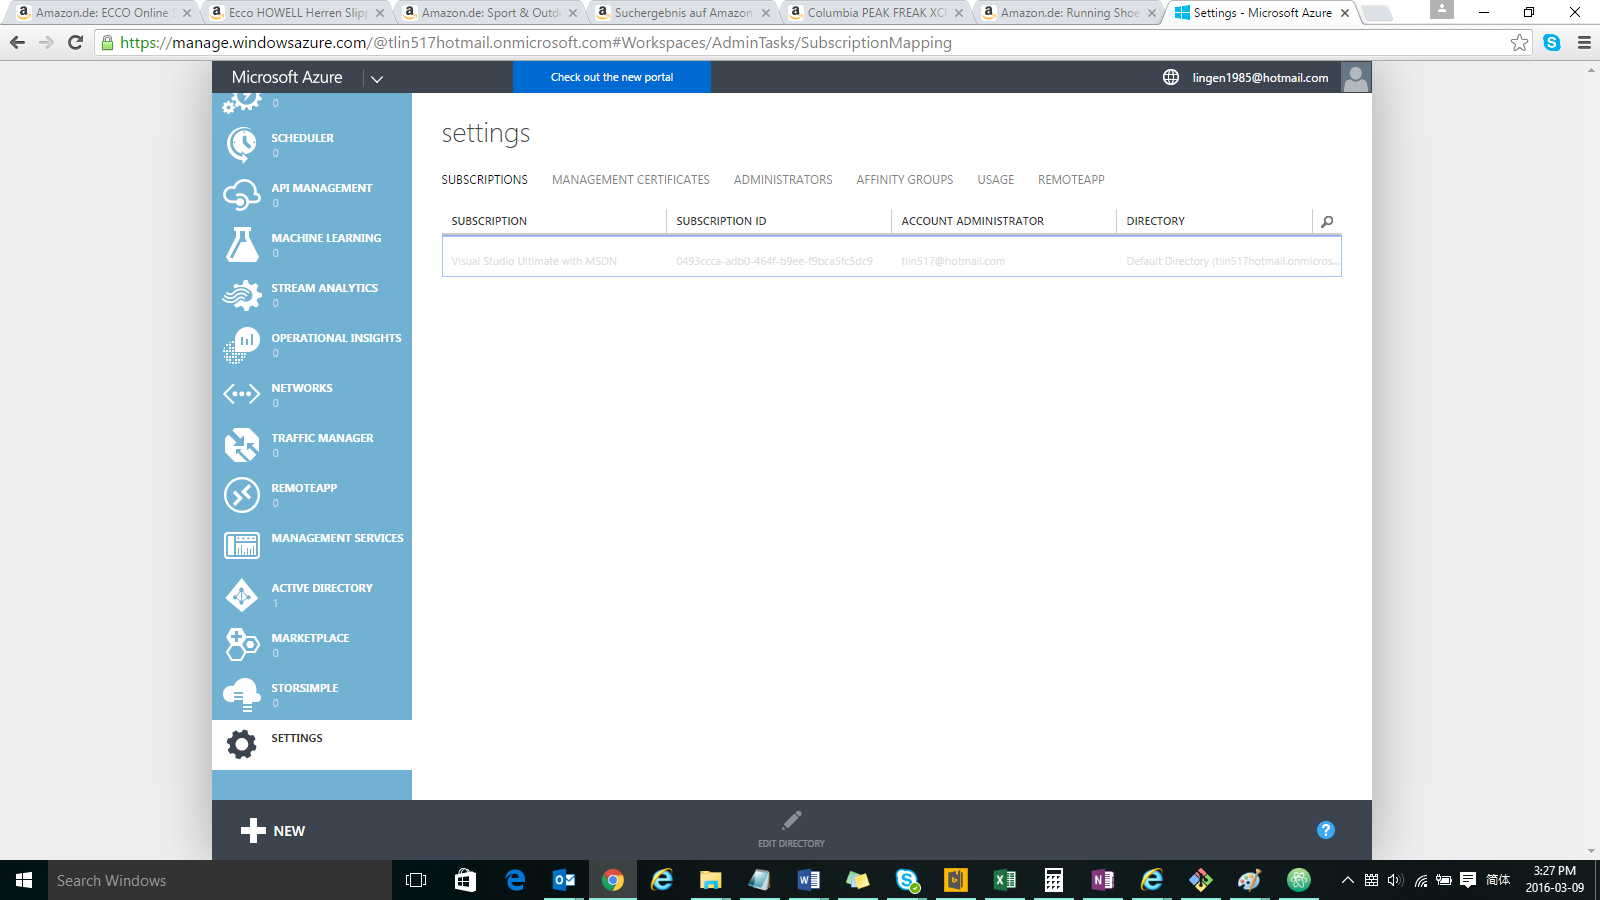 Amazon.de: ECCO Online S
Ecco HOWELL Herren Slipp
Amazon.de: Sport & Outd
Suchergebnis auf Amazon
Columbia PEAK FREAK XC
Amazon.de: Running Shoe
Settings - Microsoft Azure
https://manage.windowsazure.com/@tlin517hotmail.onmicrosoft.com#Workspaces/AdminTasks/SubscriptionMapping
Microsoft Azure
Check out the new portal
lingen1985@hotmail.com
0
SCHEDULER
0
API MANAGEMENT
0
MACHINE LEARNING
0
STREAM ANALYTICS
0
OPERATIONAL INSIGHTS
0
NETWORKS
0
TRAFFIC MANAGER
0
REMOTEAPP
0
MANAGEMENT SERVICES
ACTIVE DIRECTORY
1
MARKETPLACE
0
STORSIMPLE
0
SETTINGS
settings
SUBSCRIPTIONS MANAGEMENT CERTIFICATES ADMINISTRATORS AFFINITY GROUPS USAGE REMOTEAPP
SUBSCRIPTION SUBSCRIPTION ID ACCOUNT ADMINISTRATOR DIRECTORY
Visual Studio Ultimate with MSDN 0493ccca-adb0-464f-b9ee-f9bca5fc5dc9 tlin517@hotmail.com Default Directory (tlin517hotmail.onmicros...
NEW
EDIT DIRECTORY
?
Search Windows
简体
3:27 PM
2016-03-09